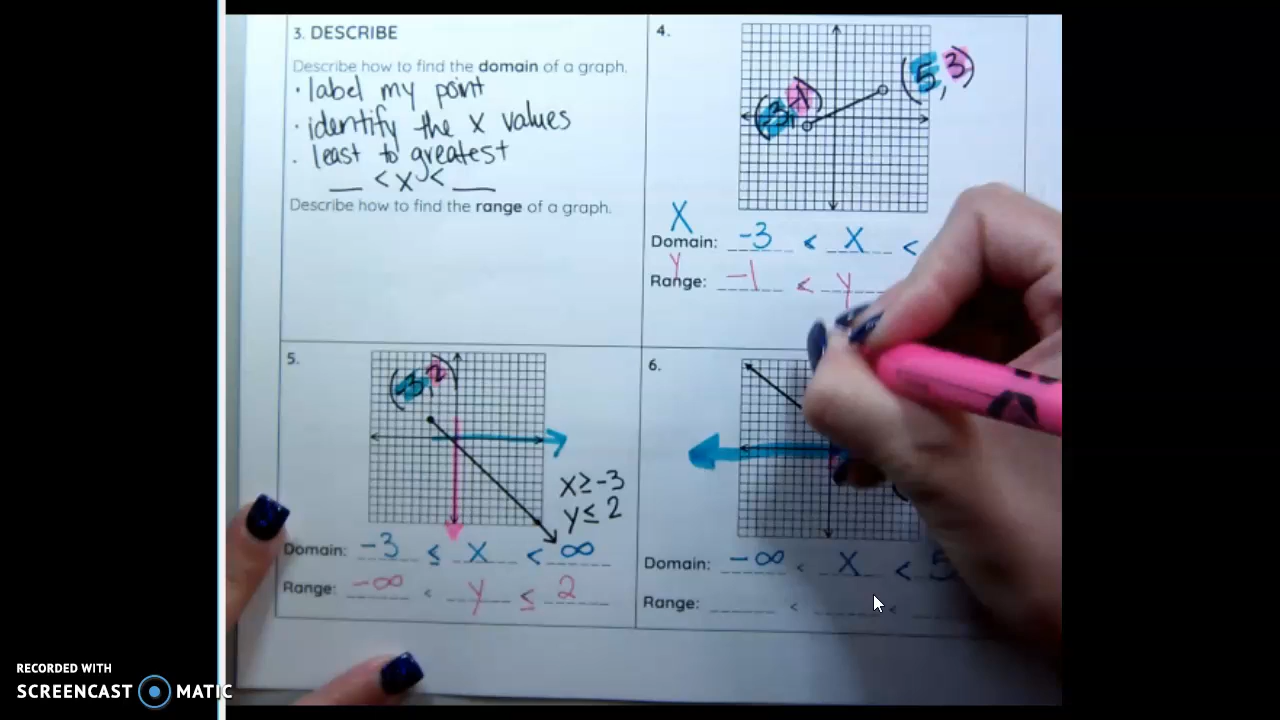 3. DESCRIBE
Describe how to find the domain of a graph.
· label my point
· identify the x values
· least to greatest
__ < x < __
Describe how to find the range of a graph.
4.
(-3, -1)
(5, 3)
X
Domain: -3 < X <
Y
Range: -1 < y
5.
(-3, 2)
x ≥ -3
y ≤ 2
Domain: -3 ≤ x < ∞
Range: -∞ < y ≤ 2
6.
Domain: -∞ < x < 5
Range: __ < __ <
RECORDED WITH
SCREENCAST MATIC